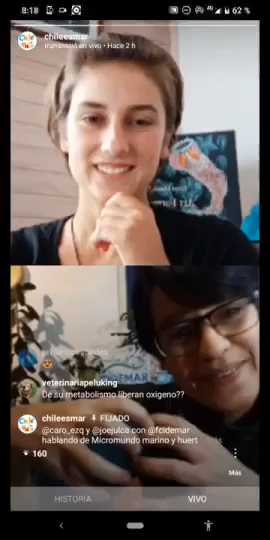 8:18
4G
62 %
chileesmar
transmitió en vivo • Hace 2 h
veterinariapeluking
De su metabolismo liberan oxigeno??
chileesmar FIJADO
@caro_ezq y @joejulca con @fcidemar
hablando de Micromundo marino y huert
160
Más
HISTORIA
VIVO